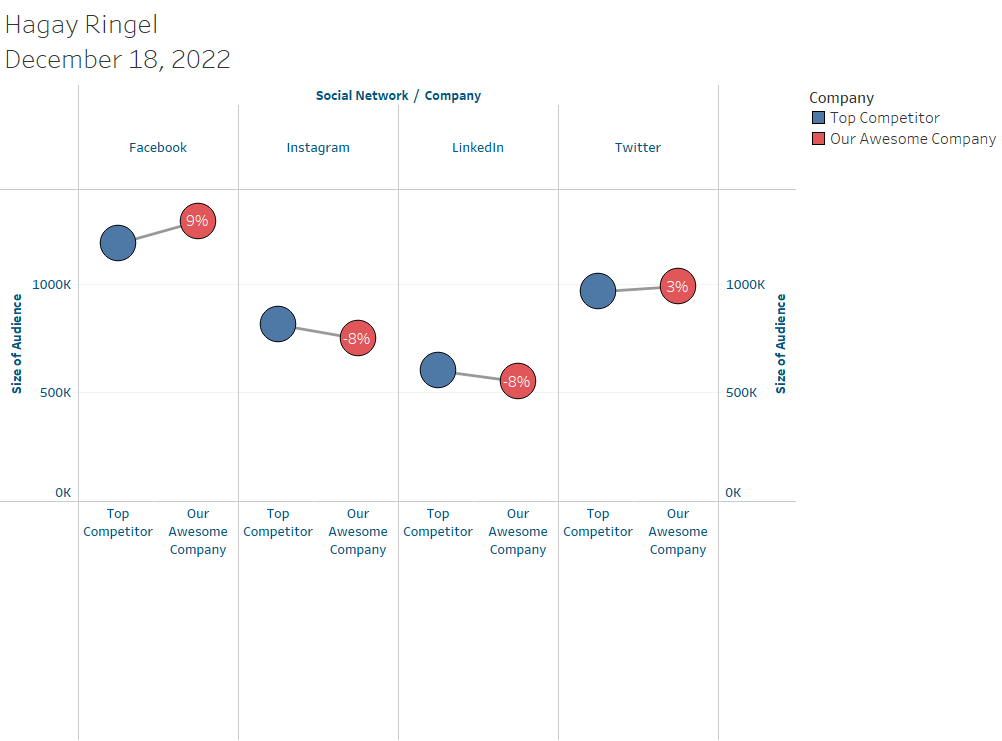 Hagay Ringel
December 18, 2022
Social Network / Company
Facebook
Instagram
LinkedIn
Twitter
Company
Top Competitor
Our Awesome Company
Size of Audience
1000K
500K
0K
9%
-8%
-8%
3%
1000K
500K
0K
Size of Audience
Top
Competitor
Our
Awesome
Company
Top
Competitor
Our
Awesome
Company
Top
Competitor
Our
Awesome
Company
Top
Competitor
Our
Awesome
Company